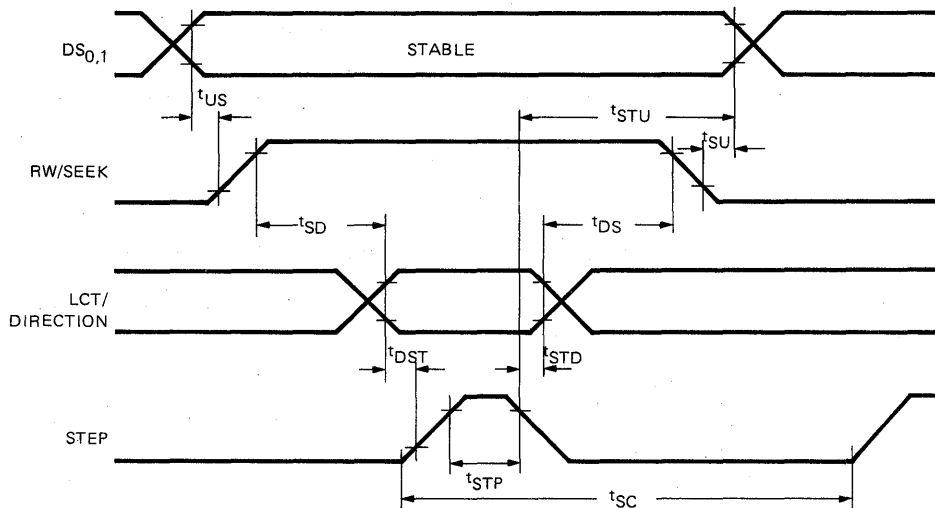 DS0,1
STABLE
tUS
tSTU
tSU
RW/SEEK
tSD
tDS
LCT/
DIRECTION
tDST
tSTD
STEP
tSTP
tSC